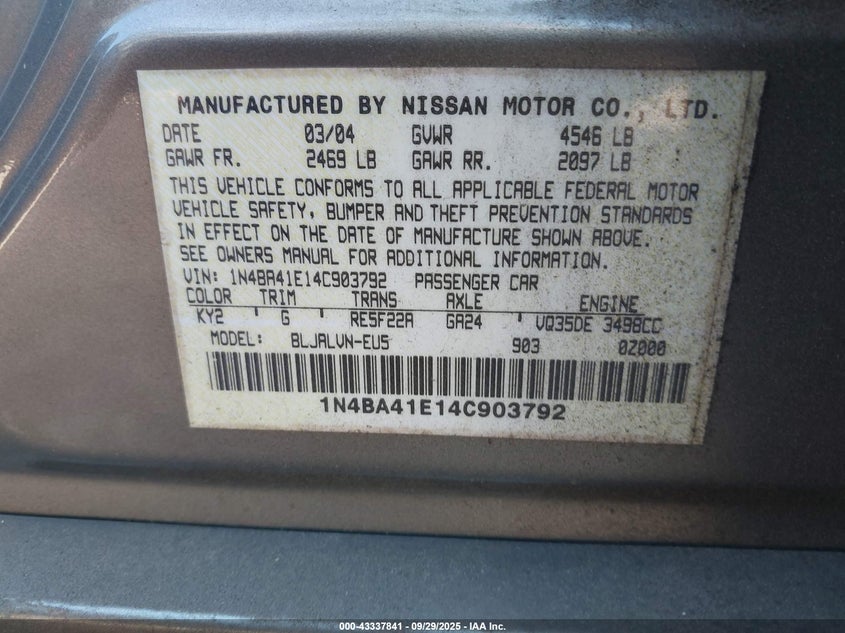 MANUFACTURED BY NISSAN MOTOR CO., LTD.
DATE 03/04 GVWR 4546 LB
GAWR FR. 2469 LB GAWR RR. 2097 LB
THIS VEHICLE CONFORMS TO ALL APPLICABLE FEDERAL MOTOR
VEHICLE SAFETY, BUMPER AND THEFT PREVENTION STANDARDS
IN EFFECT ON THE DATE OF MANUFACTURE SHOWN ABOVE.
SEE OWNERS MANUAL FOR ADDITIONAL INFORMATION.
VIN: 1N4BA41E14C903792 PASSENGER CAR
COLOR TRIM TRANS AXLE ENGINE
KY2 ' G RE5F22A GA24 ' VQ35DE 3498CC
MODEL: BLJALVN-EU5 903 0Z000
1N4BA41E14C903792
000-43337841 / 09/29/2025 - IAA Inc.